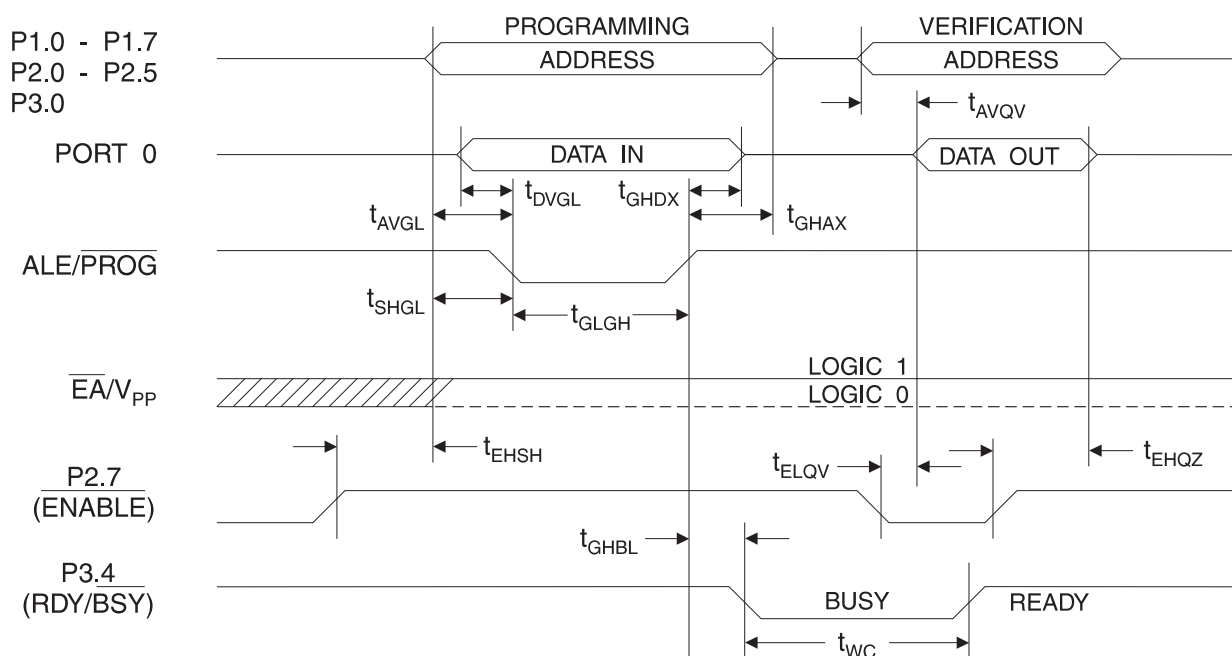 PROGRAMMING VERIFICATION
P1.0 - P1.7
P2.0 - P2.5
P3.0
ADDRESS ADDRESS
tAVQV
PORT 0 DATA IN DATA OUT
tDVGL tGHDX
tAVGL tGHAX
ALE/PROG
tSHGL tGLGH
EA/VPP
LOGIC 1
LOGIC 0
tEHSH tELQV tEHQZ
P2.7
(ENABLE)
tGHBL
P3.4
(RDY/BSY) BUSY READY
tWC